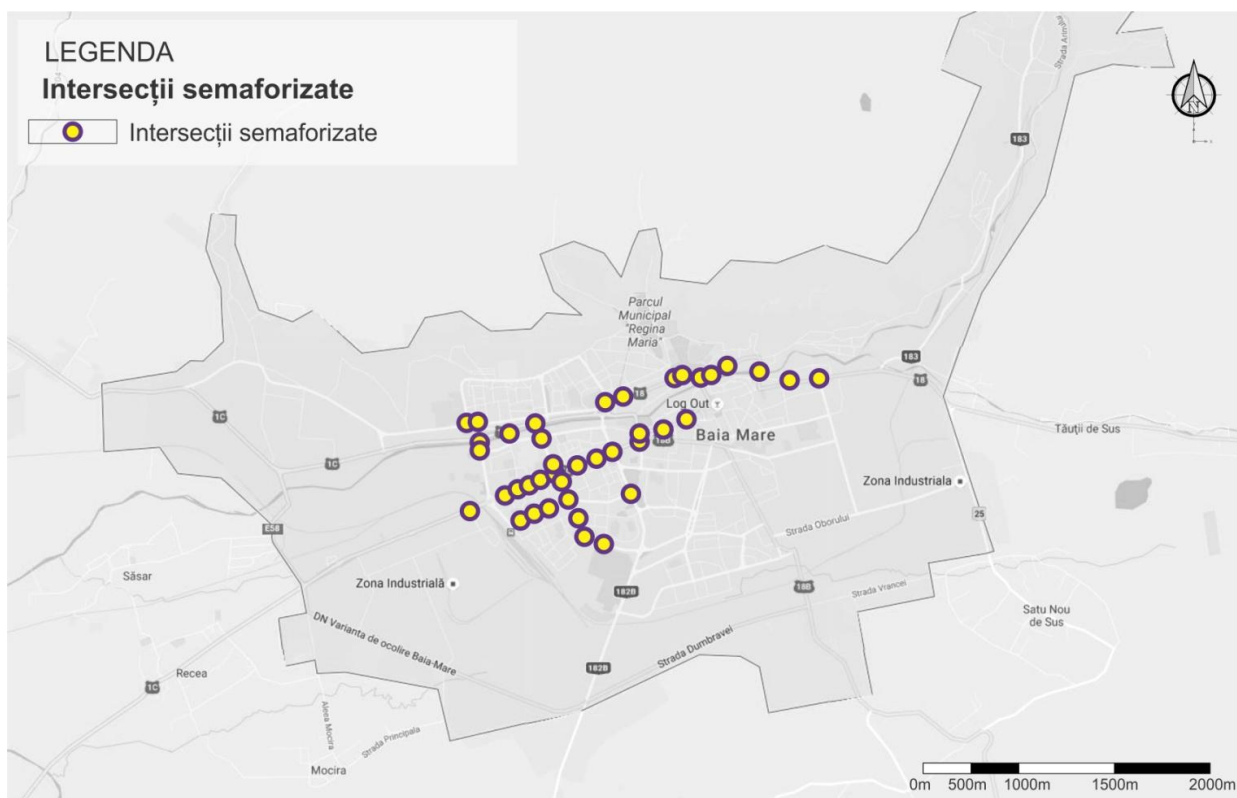 LEGENDA
Intersecții semaforizate
Intersecții semaforizate
N
183
Parcul
Municipal
"Regina
Maria"
183
18
18
Log Out
1C
18B
Baia Mare
Tăuții de Sus
1C
Zona Industriala
25
E58
Strada Oborului
Săsar
Zona Industrială
182B
18B
Strada Vrancei
Satu Nou
de Sus
DN Varianta de ocolire Baia-Mare
Strada Dumbravei
182B
Recea
1C
Aleea Mocira
Strada Principala
Mocira
0m 500m 1000m 1500m 2000m